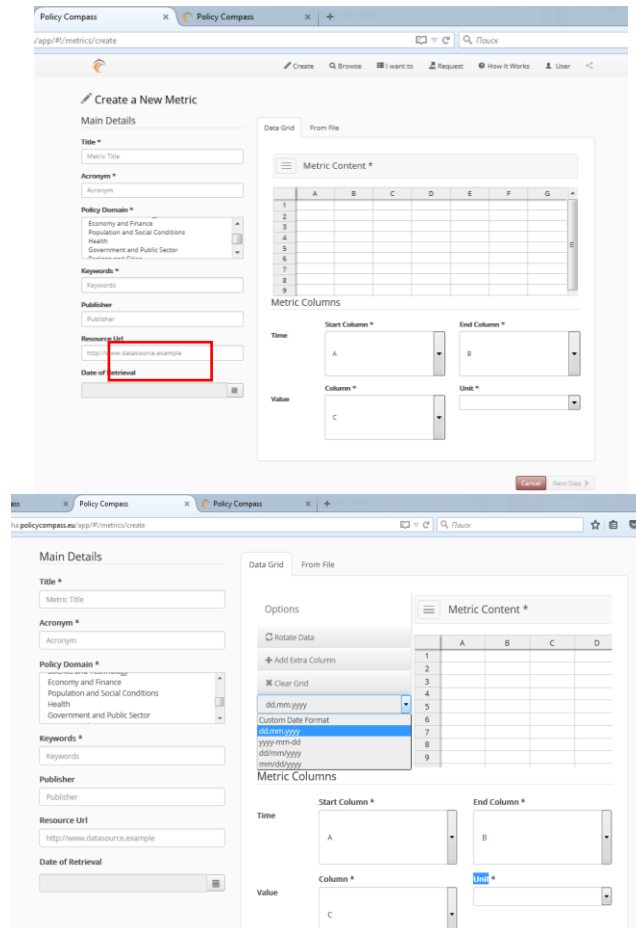 Policy Compass × Policy Compass × +
/app/#!/metrics/create Поиск
Create Browse I want to Request How It Works User
Create a New Metric
Main Details
Data Grid From File
Title *
Metric Title
Metric Content *
Acronym *
Acronym
A B C D E F G
1
2
3
4
5
6
7
8
9
Policy Domain *
Economy and Finance
Population and Social Conditions
Health
Government and Public Sector
Keywords *
Keywords
Metric Columns
Publisher
Publisher
Start Column * End Column *
Time
A B
Resource Url
http://www.datasource.example
Date of Retrieval
Column * Unit *
Value
C
Cancel Next Step
ass × Policy Compass × Policy Compass × +
policycompass.eu/app/#!/metrics/create Поиск
Main Details
Data Grid From File
Title *
Metric Title
Options Metric Content *
Acronym *
Acronym
Rotate Data
A B C D
Add Extra Column
Clear Grid
1
2
3
4
5
6
7
8
9
Policy Domain *
Science and Technology
Economy and Finance
Population and Social Conditions
Health
Government and Public Sector
dd.mm.yyyy
Custom Date Format
dd.mm.yyyy
yyyy-mm-dd
dd/mm/yyyy
mm/dd/yyyy
Keywords *
Keywords
Metric Columns
Publisher
Publisher
Start Column * End Column *
Time
A B
Resource Url
http://www.datasource.example
Date of Retrieval
Column * Unit *
Value
C